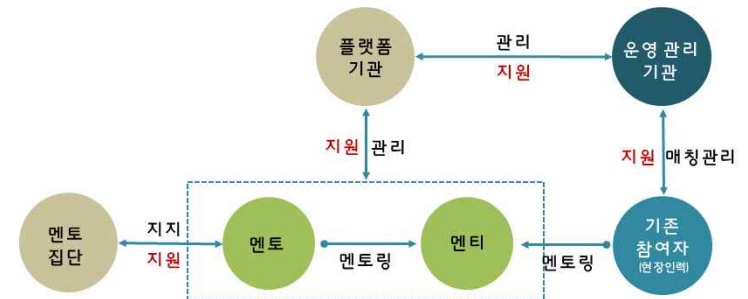 플랫폼
기관
관리
지원
운영 관리
기관
지원 관리
지원 매칭관리
멘토
집단
지지
지원
멘토
멘토링
멘티
멘토링
기존
참여자
(현장인력)